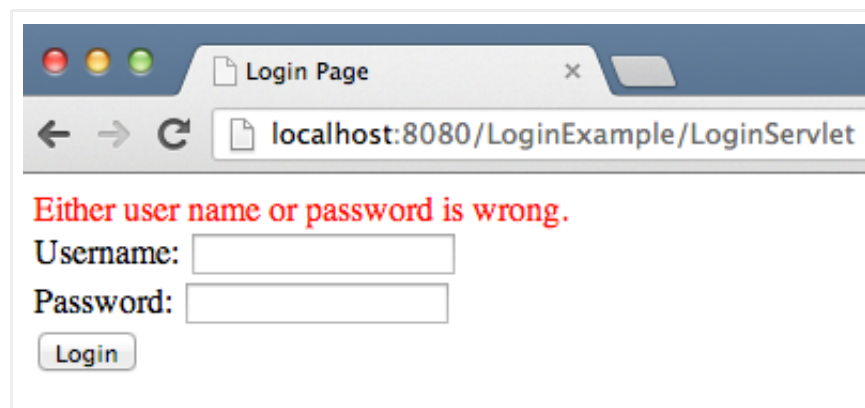 Login Page
localhost:8080/LoginExample/LoginServlet
Either user name or password is wrong.
Username:
Password:
Login